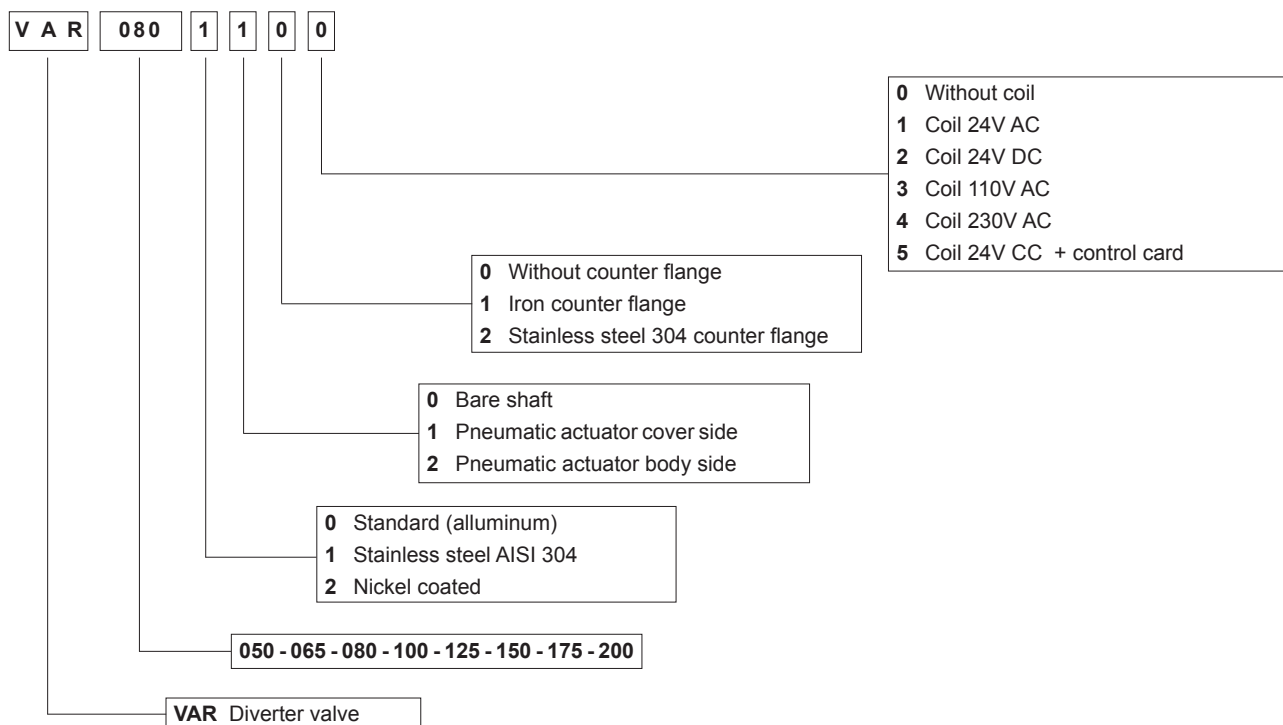 V A R 080 1 1 0 0
0 Without coil
1 Coil 24V AC
2 Coil 24V DC
3 Coil 110V AC
4 Coil 230V AC
5 Coil 24V CC + control card
0 Without counter flange
1 Iron counter flange
2 Stainless steel 304 counter flange
0 Bare shaft
1 Pneumatic actuator cover side
2 Pneumatic actuator body side
0 Standard (alluminum)
1 Stainless steel AISI 304
2 Nickel coated
050 - 065 - 080 - 100 - 125 - 150 - 175 - 200
VAR Diverter valve